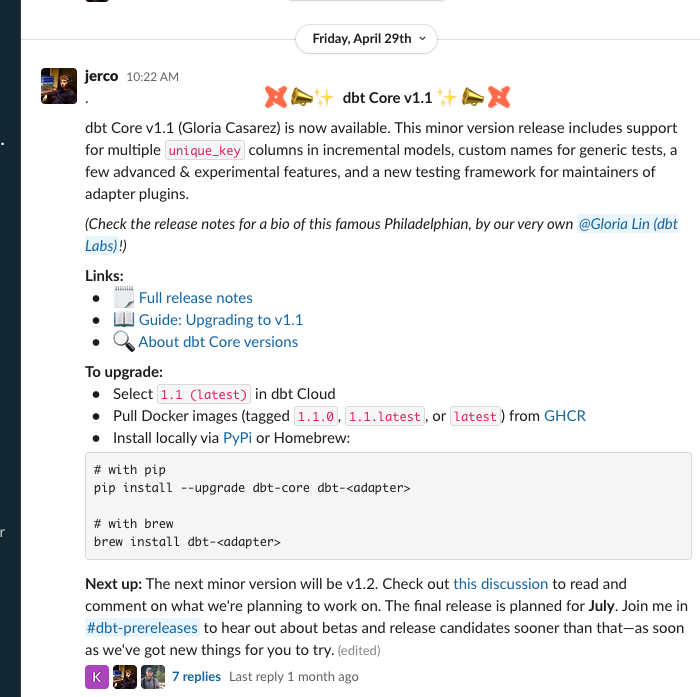 Friday, April 29th
jerco 10:22 AM
. dbt Core v1.1
dbt Core v1.1 (Gloria Casarez) is now available. This minor version release includes support
for multiple unique_key columns in incremental models, custom names for generic tests, a
few advanced & experimental features, and a new testing framework for maintainers of
adapter plugins.
(Check the release notes for a bio of this famous Philadelphian, by our very own @Gloria Lin (dbt
Labs)!)
Links:
● Full release notes
● Guide: Upgrading to v1.1
● About dbt Core versions
To upgrade:
● Select 1.1 (latest) in dbt Cloud
● Pull Docker images (tagged 1.1.0, 1.1.latest, or latest) from GHCR
● Install locally via PyPi or Homebrew:
# with pip
pip install --upgrade dbt-core dbt-<adapter>
# with brew
brew install dbt-<adapter>
r
Next up: The next minor version will be v1.2. Check out this discussion to read and
comment on what we're planning to work on. The final release is planned for July. Join me in
#dbt-prereleases to hear out about betas and release candidates sooner than that—as soon
as we've got new things for you to try. (edited)
K 7 replies Last reply 1 month ago